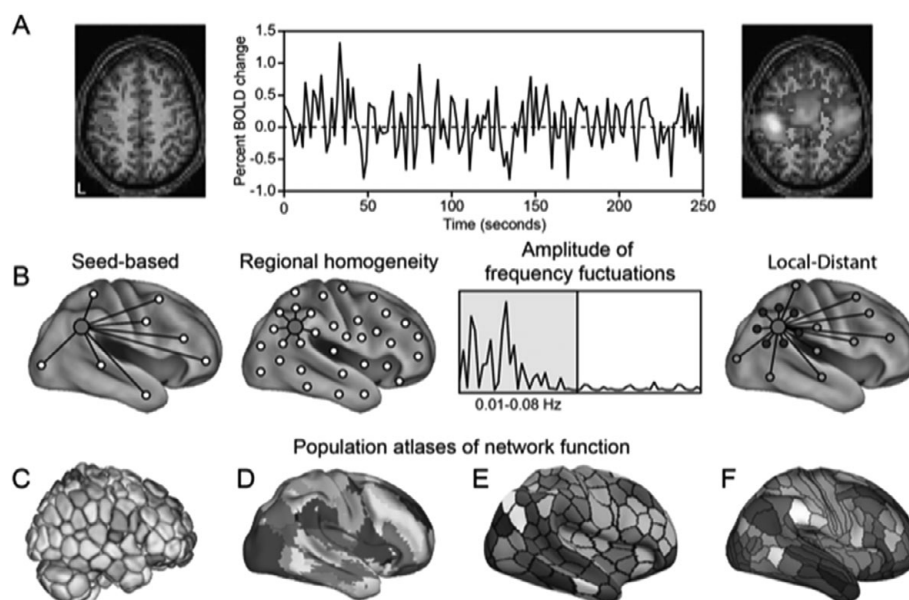 A
L
Percent BOLD change
1.5
1.0
0.5
0.0
-0.5
-1.0
0 50 100 150 200 250
Time (seconds)
B
Seed-based
Regional homogeneity
Amplitude of
frequency fuctuations
0.01-0.08 Hz
Local-Distant
Population atlases of network function
C
D
E
F